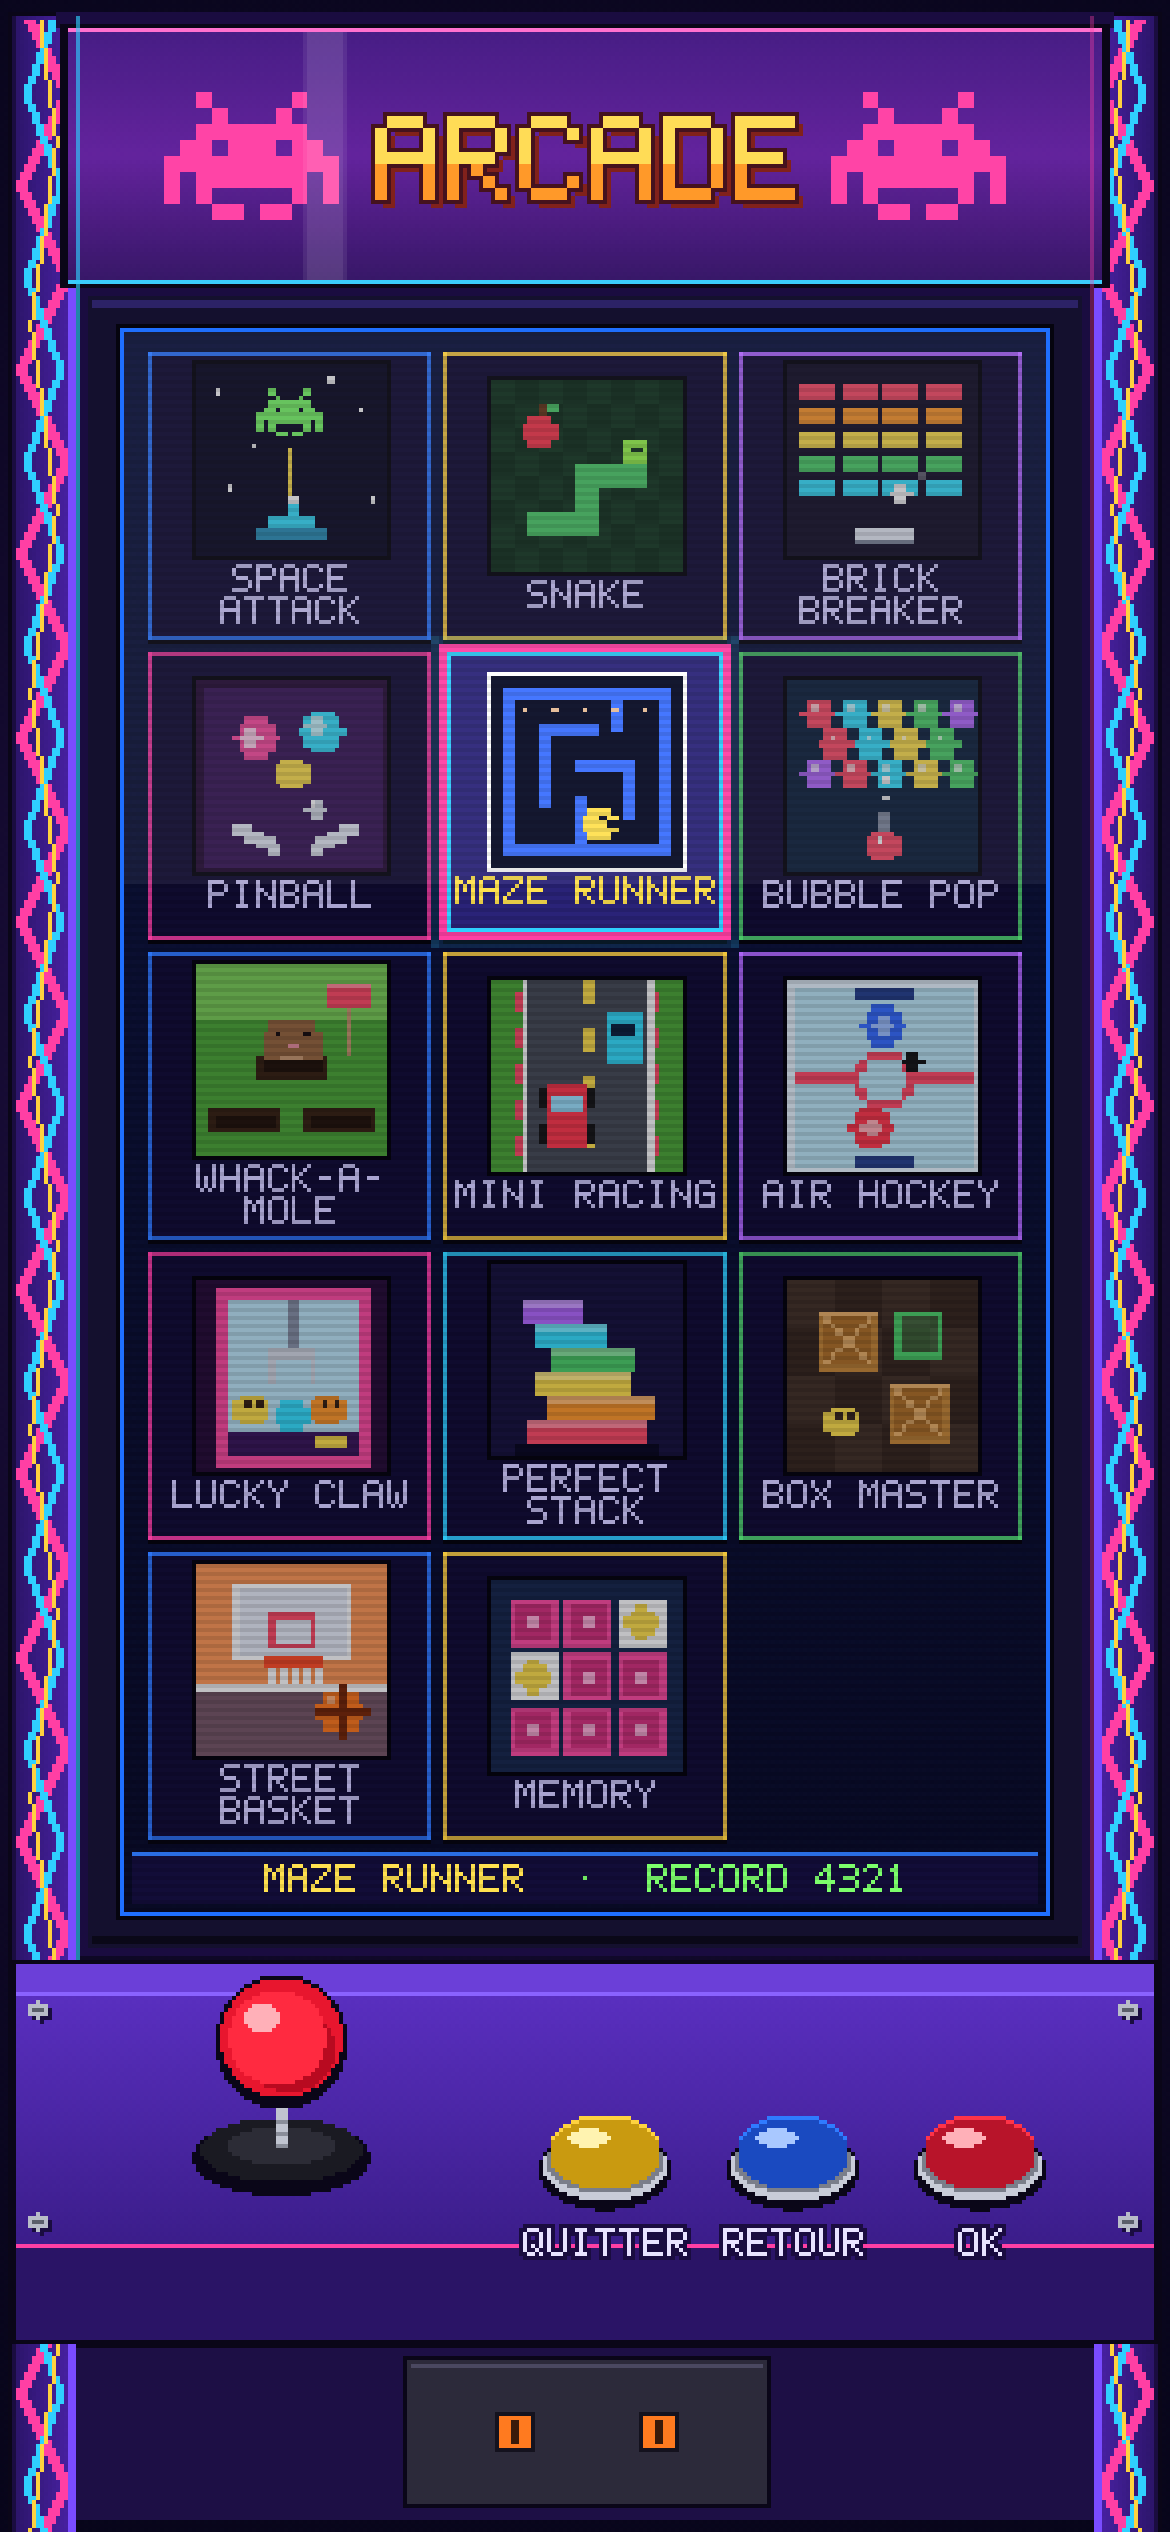 ARCADE
SPACE
ATTACK
SNAKE
BRICK
BREAKER
PINBALL
MAZE RUNNER
BUBBLE POP
WHACK-A-
MOLE
MINI RACING
AIR HOCKEY
LUCKY CLAW
PERFECT
STACK
BOX MASTER
STREET
BASKET
MEMORY
MAZE RUNNER · RECORD 4321
QUITTER RETOUR OK